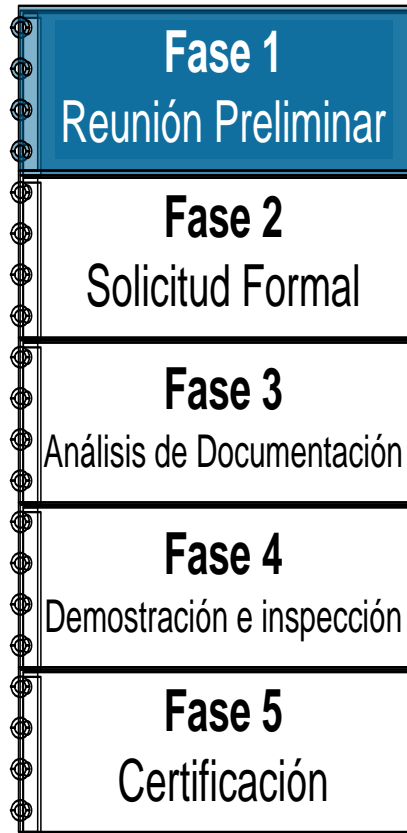 Fase 1
Reunión Preliminar
Fase 2
Solicitud Formal
Fase 3
Análisis de Documentación
Fase 4
Demostración e inspección
Fase 5
Certificación